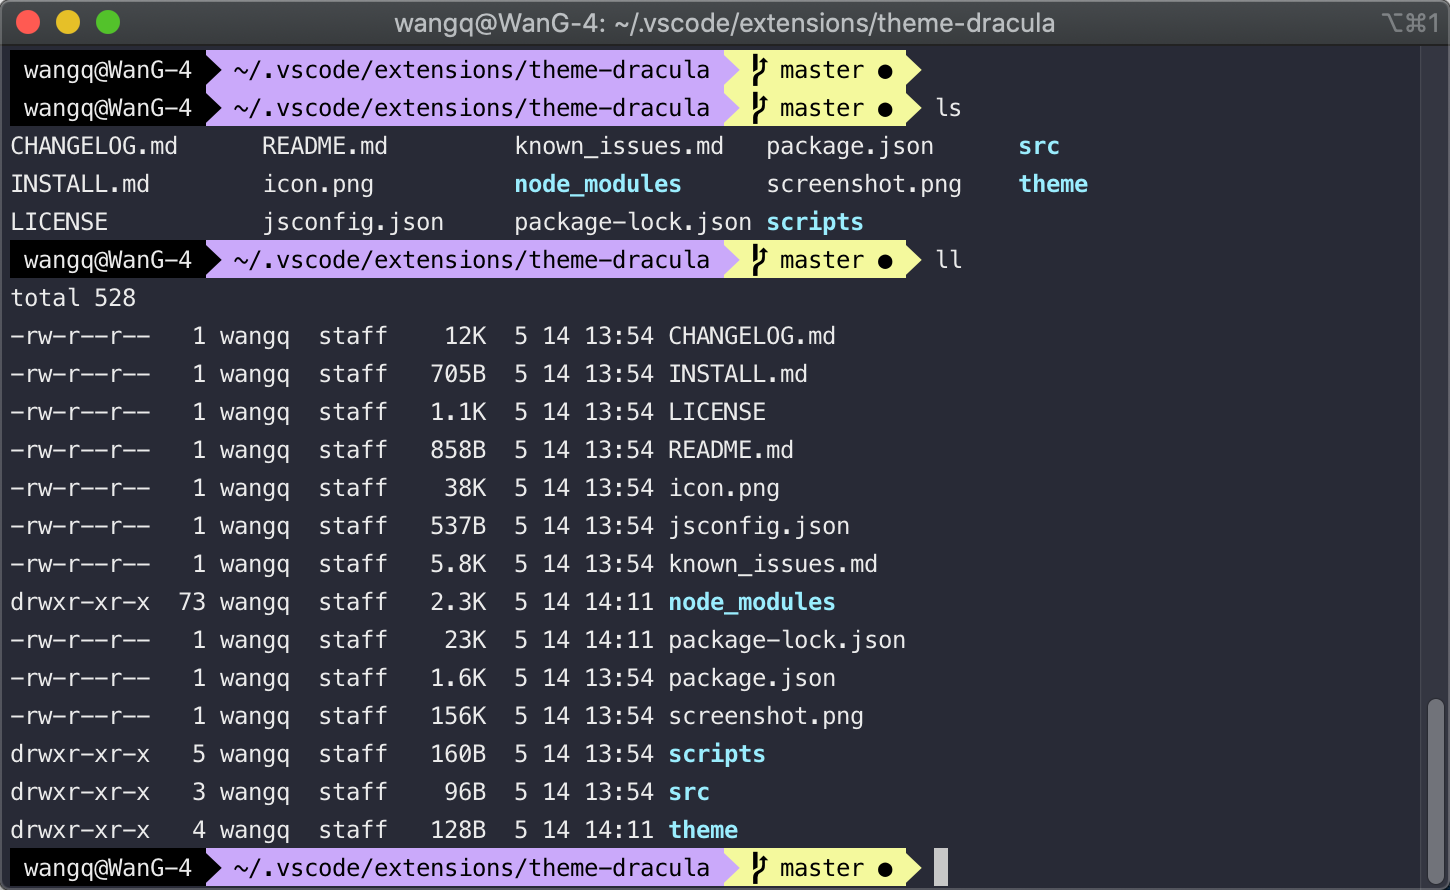 wangq@WanG-4: ~/.vscode/extensions/theme-dracula ⌥⌘1
wangq@WanG-4 ~/.vscode/extensions/theme-dracula master ●
wangq@WanG-4 ~/.vscode/extensions/theme-dracula master ● ls
CHANGELOG.md README.md known_issues.md package.json src
INSTALL.md icon.png node_modules screenshot.png theme
LICENSE jsconfig.json package-lock.json scripts
wangq@WanG-4 ~/.vscode/extensions/theme-dracula master ● ll
total 528
-rw-r--r-- 1 wangq staff 12K 5 14 13:54 CHANGELOG.md
-rw-r--r-- 1 wangq staff 705B 5 14 13:54 INSTALL.md
-rw-r--r-- 1 wangq staff 1.1K 5 14 13:54 LICENSE
-rw-r--r-- 1 wangq staff 858B 5 14 13:54 README.md
-rw-r--r-- 1 wangq staff 38K 5 14 13:54 icon.png
-rw-r--r-- 1 wangq staff 537B 5 14 13:54 jsconfig.json
-rw-r--r-- 1 wangq staff 5.8K 5 14 13:54 known_issues.md
drwxr-xr-x 73 wangq staff 2.3K 5 14 14:11 node_modules
-rw-r--r-- 1 wangq staff 23K 5 14 14:11 package-lock.json
-rw-r--r-- 1 wangq staff 1.6K 5 14 13:54 package.json
-rw-r--r-- 1 wangq staff 156K 5 14 13:54 screenshot.png
drwxr-xr-x 5 wangq staff 160B 5 14 13:54 scripts
drwxr-xr-x 3 wangq staff 96B 5 14 13:54 src
drwxr-xr-x 4 wangq staff 128B 5 14 14:11 theme
wangq@WanG-4 ~/.vscode/extensions/theme-dracula master ●